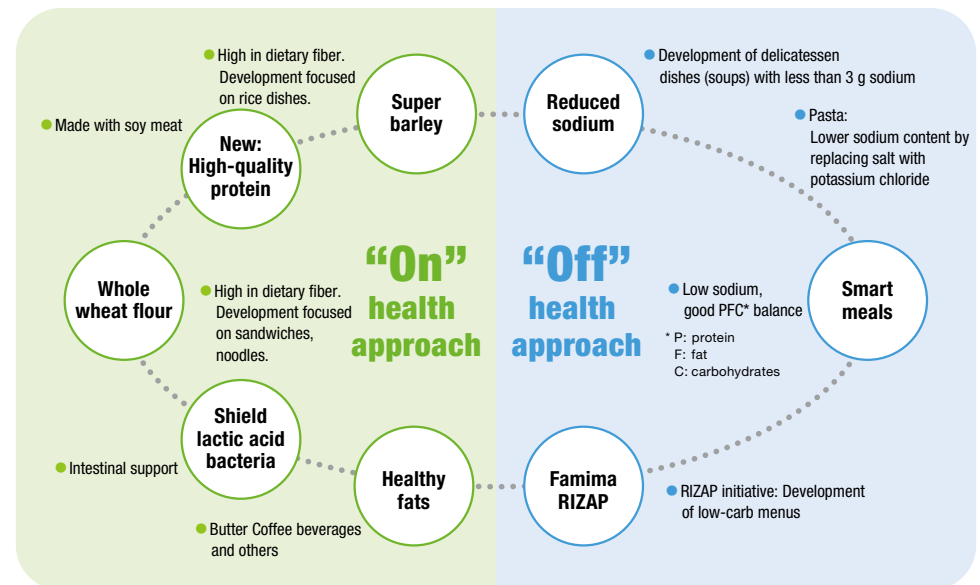 High in dietary fiber.
Development focused
on rice dishes.
Super
barley
Reduced
sodium
Development of delicatessen
dishes (soups) with less than 3 g sodium
Made with soy meat
New:
High-quality
protein
Pasta:
Lower sodium content by
replacing salt with
potassium chloride
Whole
wheat flour
High in dietary fiber.
Development focused
on sandwiches,
noodles.
“On”
health
approach
“Off”
health
approach
Low sodium,
good PFC* balance
* P: protein
F: fat
C: carbohydrates
Smart
meals
Shield
lactic acid
bacteria
Intestinal support
Healthy
fats
Butter Coffee beverages
and others
Famima
RIZAP
RIZAP initiative: Development
of low-carb menus